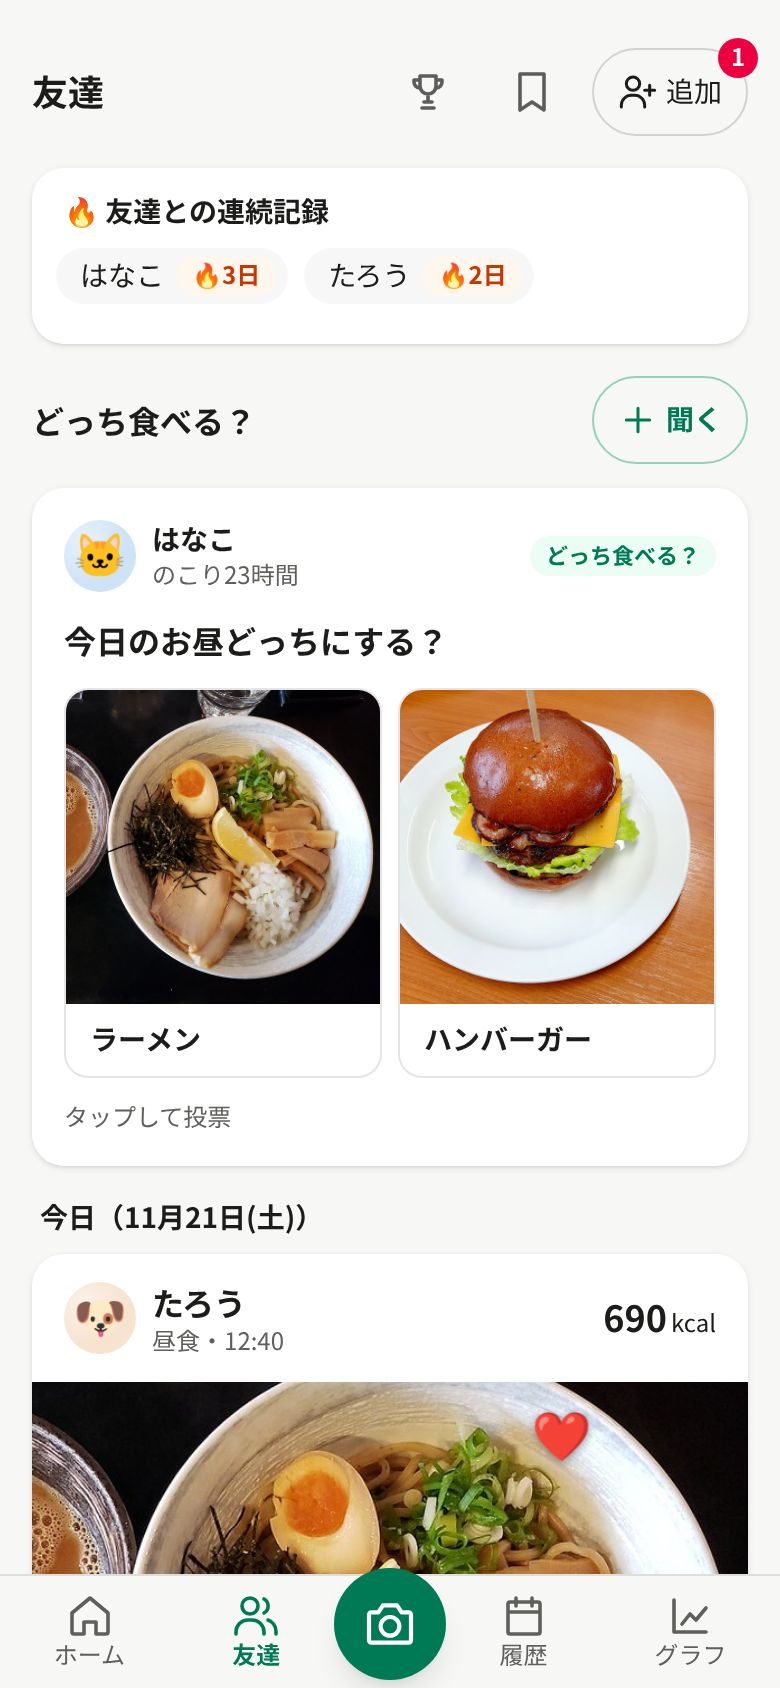 友達
追加
1
🔥 友達との連続記録
はなこ 🔥3日 たろう 🔥2日
どっち食べる？
聞く
はなこ
のこり23時間
どっち食べる？
今日のお昼どっちにする？
ラーメン
ハンバーガー
タップして投票
今日（11月21日(土)）
たろう
昼食・12:40
690 kcal
ホーム
友達
履歴
グラフ